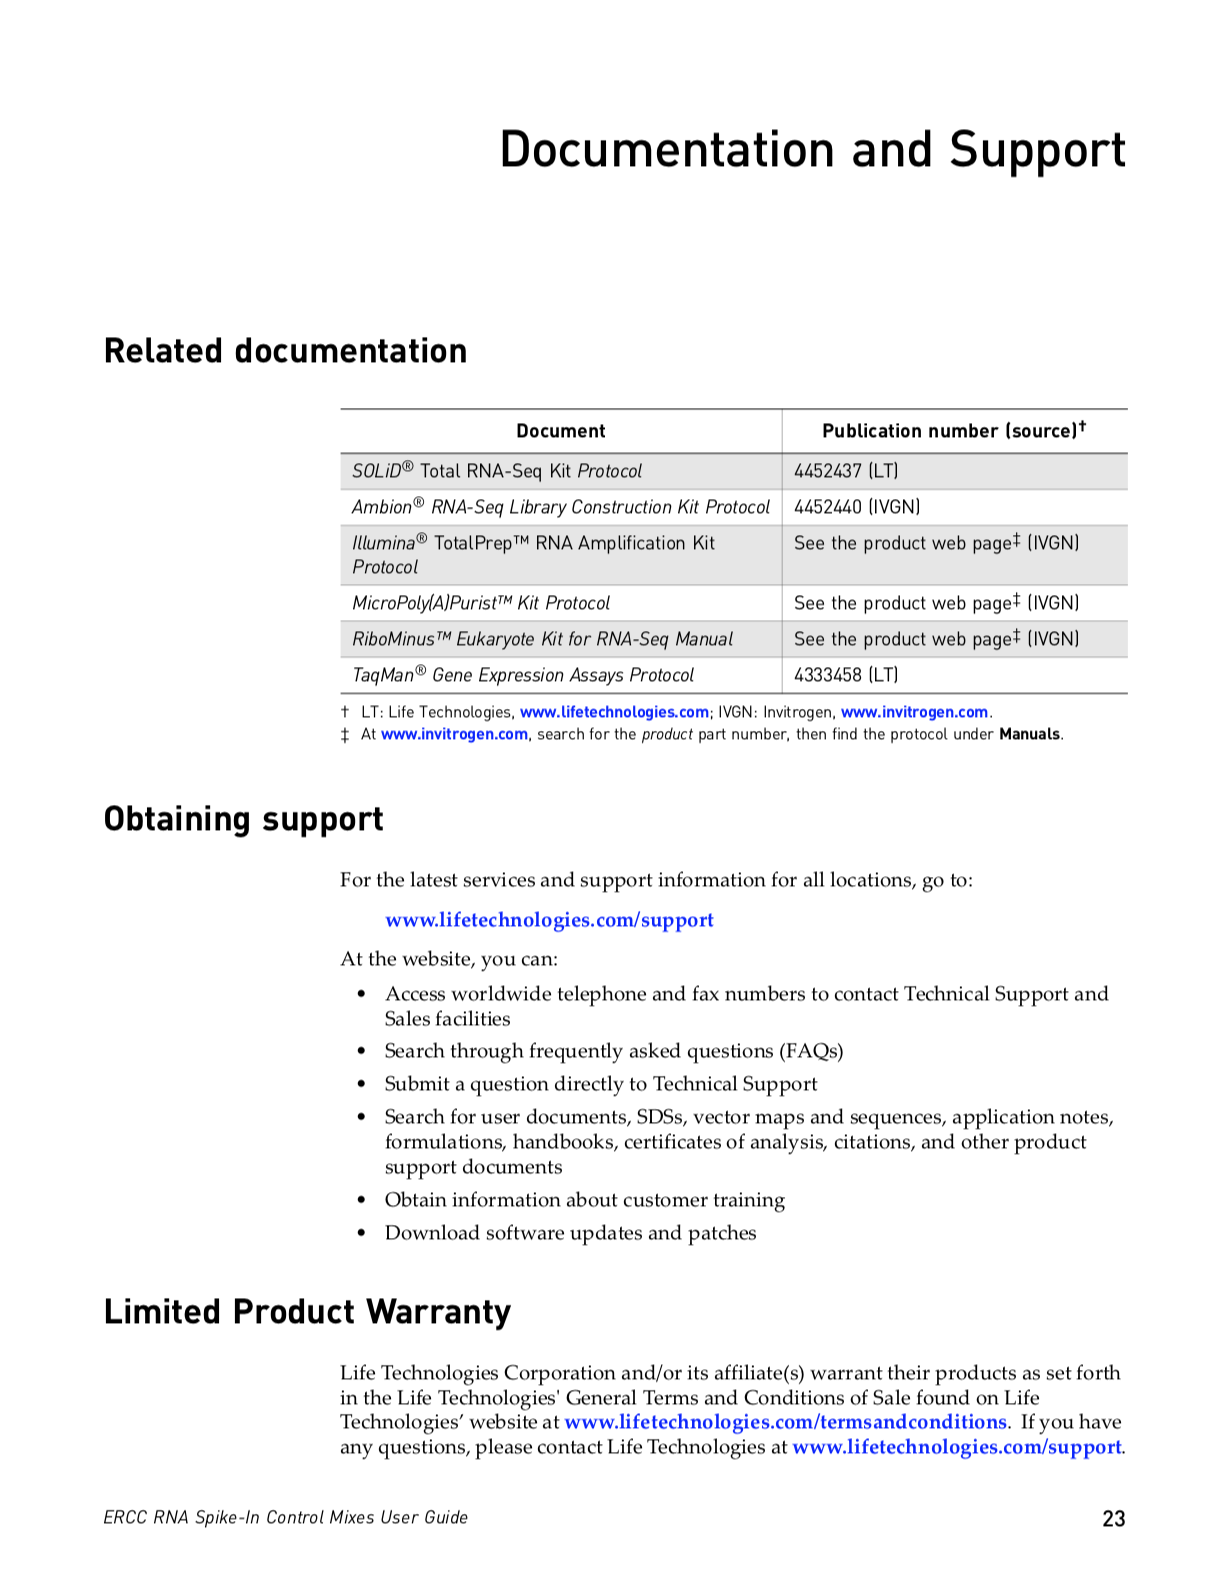 Documentation and Support
Related documentation
Document Publication number (source)†
SOLiD® Total RNA-Seq Kit Protocol 4452437 (LT)
Ambion® RNA-Seq Library Construction Kit Protocol 4452440 (IVGN)
Illumina® TotalPrep™ RNA Amplification Kit See the product web page‡ (IVGN)
Protocol
MicroPoly(A)Purist™ Kit Protocol See the product web page‡ (IVGN)
RiboMinus™ Eukaryote Kit for RNA-Seq Manual See the product web page‡ (IVGN)
TaqMan® Gene Expression Assays Protocol 4333458 (LT)
† LT: Life Technologies, www.lifetechnologies.com; IVGN: Invitrogen, www.invitrogen.com.
‡ At www.invitrogen.com, search for the product part number, then find the protocol under Manuals.
Obtaining support
For the latest services and support information for all locations, go to:
www.lifetechnologies.com/support
At the website, you can:
• Access worldwide telephone and fax numbers to contact Technical Support and
Sales facilities
• Search through frequently asked questions (FAQs)
• Submit a question directly to Technical Support
• Search for user documents, SDSs, vector maps and sequences, application notes,
formulations, handbooks, certificates of analysis, citations, and other product
support documents
• Obtain information about customer training
• Download software updates and patches
Limited Product Warranty
Life Technologies Corporation and/or its affiliate(s) warrant their products as set forth
in the Life Technologies' General Terms and Conditions of Sale found on Life
Technologies’ website at www.lifetechnologies.com/termsandconditions. If you have
any questions, please contact Life Technologies at www.lifetechnologies.com/support.
ERCC RNA Spike-In Control Mixes User Guide 23